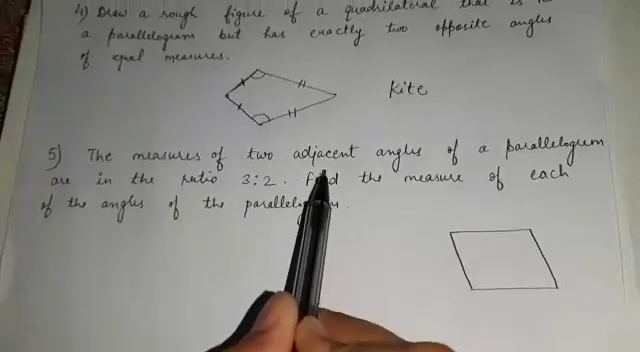 4) Draw a rough figure of a quadrilateral that is
a parallelogram but has exactly two opposite angles
of equal measures.
Kite
5) The measures of two adjacent angles of a parallelogram
are in the ratio 3:2. Find the measure of each
of the angles of the parallelogram.